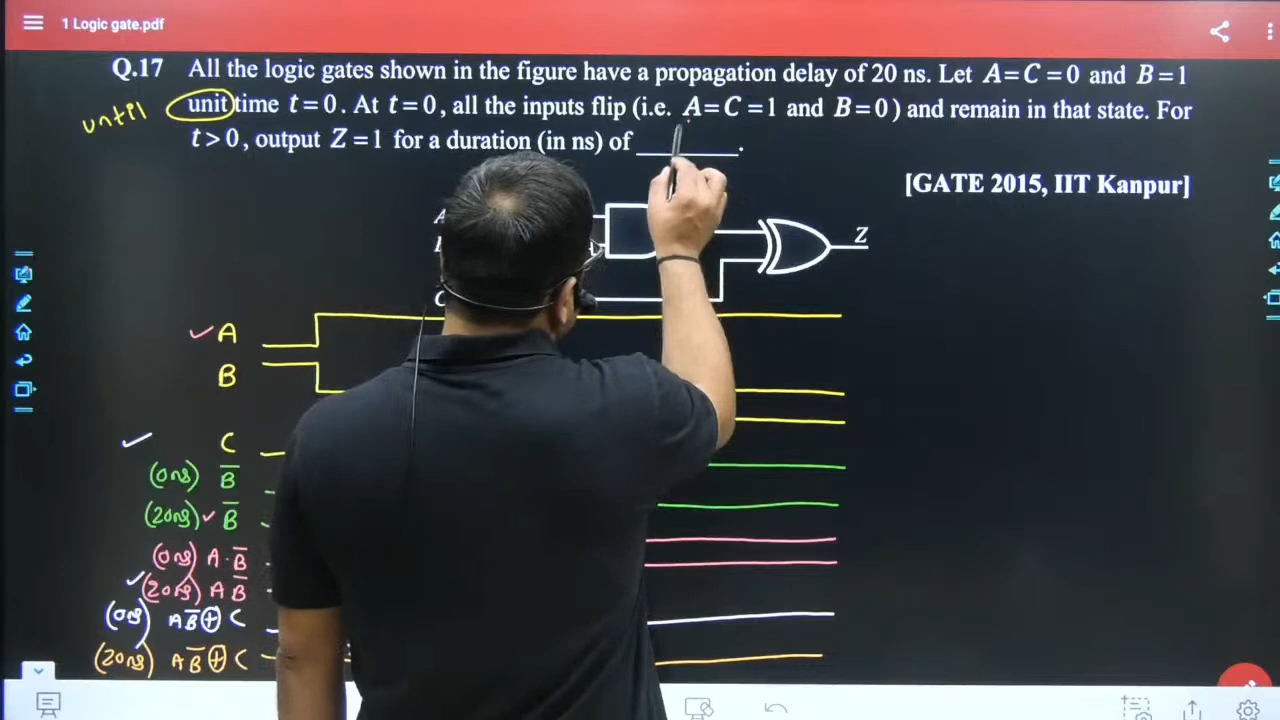 1 Logic gate.pdf
Q.17 All the logic gates shown in the figure have a propagation delay of 20 ns. Let A=C=0 and B=1
until unit time t=0. At t=0, all the inputs flip (i.e. A=C=1 and B=0) and remain in that state. For
t>0, output Z=1 for a duration (in ns) of ________.
[GATE 2015, IIT Kanpur]
Z
A
B
C
(0ns) B̅
(20ns) B̅
(0ns) A·B̅
(20ns) AB̅
(0ns) AB̅⊕C
(20ns) AB̅⊕C